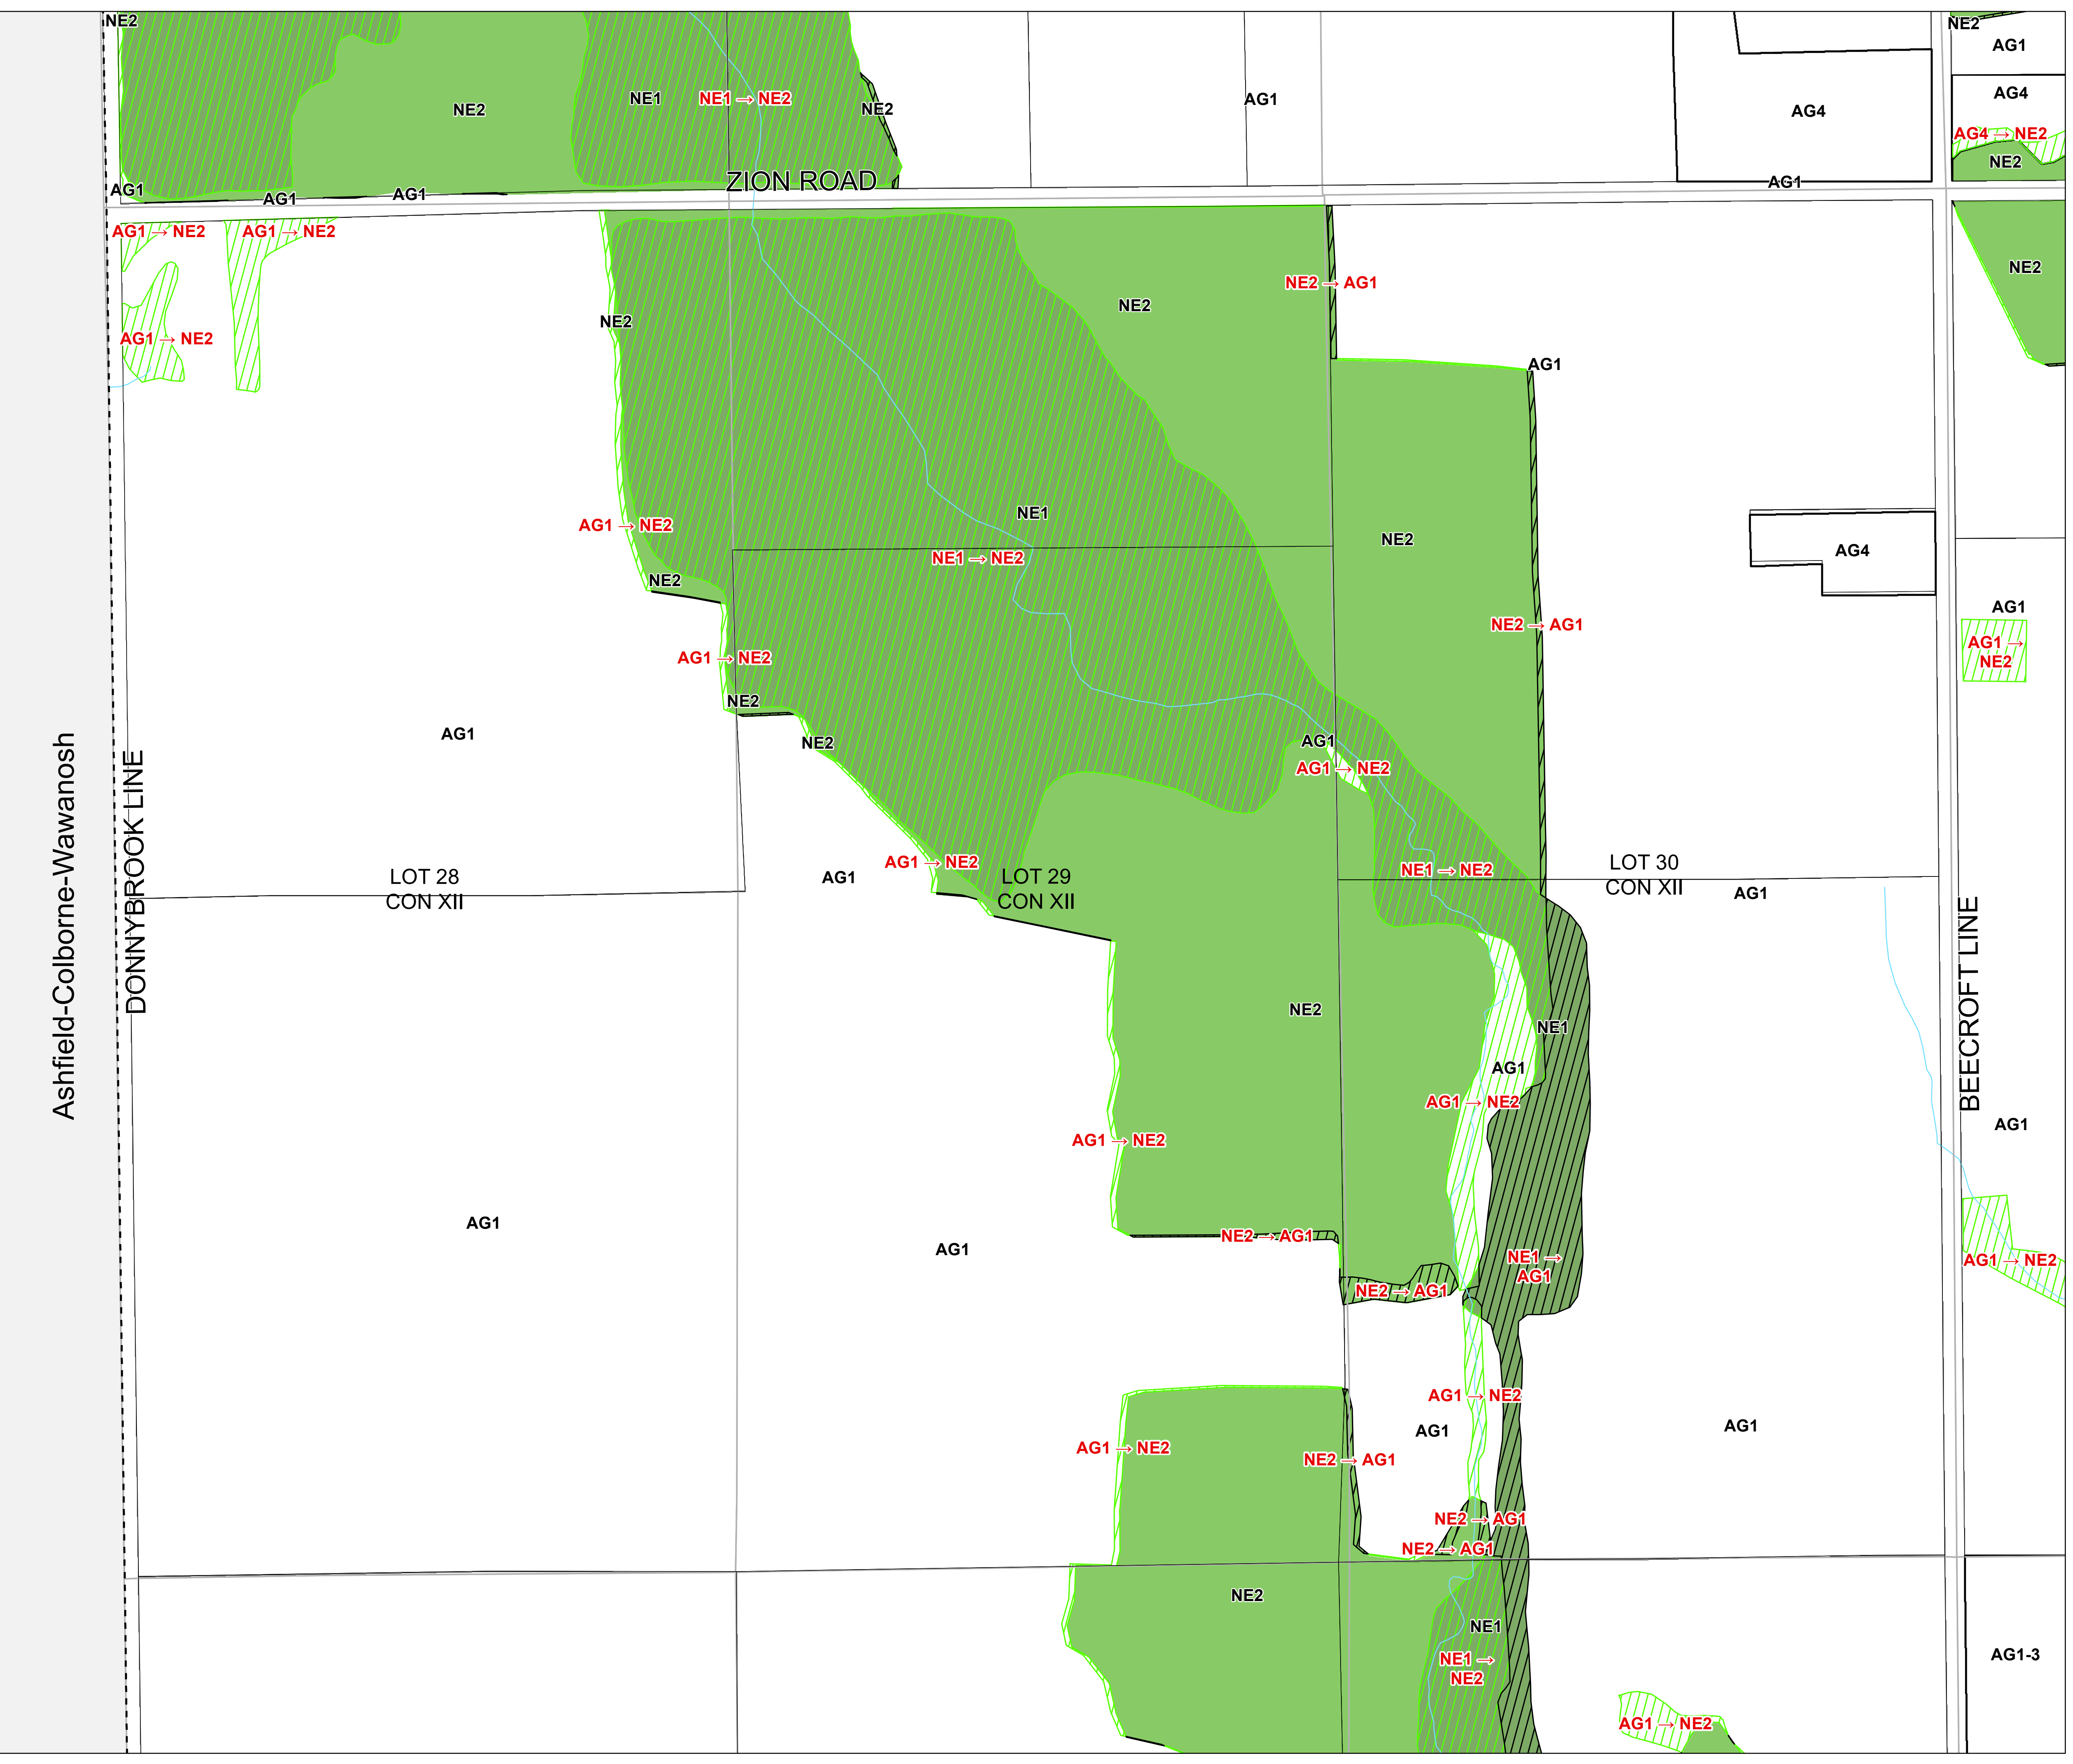 NE2
NE2
AG1
NE2
NE1
NE1 → NE2
NE2
AG1
AG4
AG4
AG4 → NE2
NE2
AG1
AG1
AG1
ZION ROAD
AG1
AG1 → NE2
AG1 → NE2
NE2
NE2 → AG1
NE2
NE2
AG1 → NE2
AG1
NE1
AG1 → NE2
NE2
AG4
NE1 → NE2
NE2
AG1
NE2 → AG1
AG1 →
NE2
AG1 → NE2
NE2
AG1
NE2
AG1
AG1 → NE2
Ashfield-Colborne-Wawanosh
DONNYBROOK LINE
AG1 → NE2
NE1 → NE2
LOT 28
CON XII
AG1
LOT 29
CON XII
LOT 30
CON XII
AG1
BEECROFT LINE
NE2
NE1
AG1
AG1 → NE2
AG1
AG1 → NE2
AG1
AG1
NE2 → AG1
NE1 →
AG1
AG1 → NE2
NE2 → AG1
AG1 → NE2
AG1
AG1
AG1 → NE2
NE2 → AG1
NE2 → AG1
NE2 → AG1
NE2
NE1
NE1 →
NE2
AG1-3
AG1 → NE2